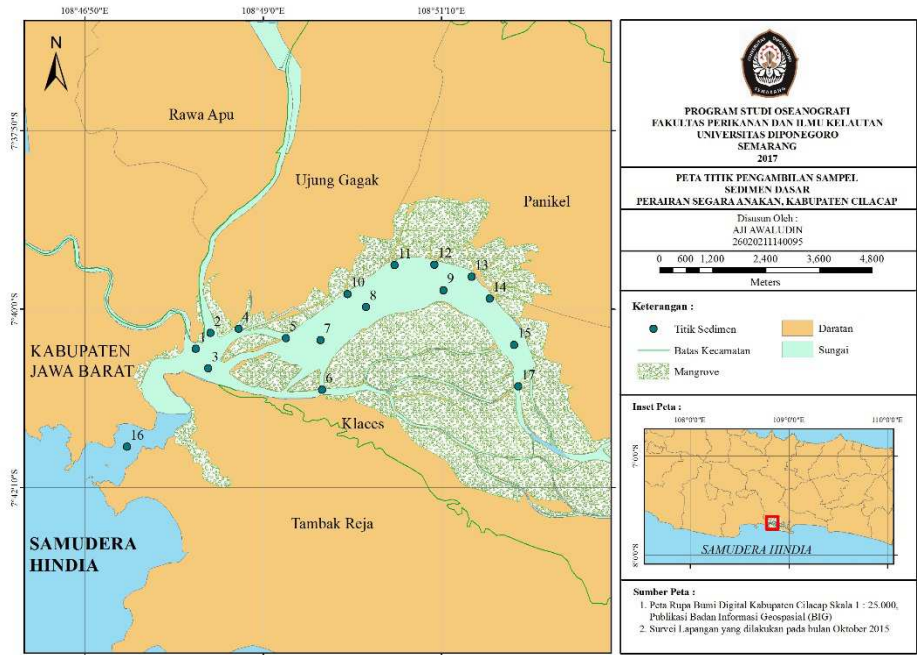 108°46'50"E 108°49'0"E 108°51'10"E
N
7°37'50"S
7°40'0"S
7°42'10"S
Rawa Apu
Ujung Gagak
Panikel
11
12
13
9
10
14
8
2
4
5
7
15
1
3
17
6
KABUPATEN
JAWA BARAT
Klaces
16
Tambak Reja
SAMUDERA
HINDIA
PROGRAM STUDI OSEANOGRAFI
FAKULTAS PERIKANAN DAN ILMU KELAUTAN
UNIVERSITAS DIPONEGORO
SEMARANG
2017
PETA TITIK PENGAMBILAN SAMPEL
SEDIMEN DASAR
PERAIRAN SEGARA ANAKAN, KABUPATEN CILACAP
Disusun Oleh :
AJI AWALUDIN
26020211140095
0 600 1,200 2,400 3,600 4,800
Meters
Keterangan :
Titik Sedimen
Batas Kecamatan
Mangrove
Daratan
Sungai
Inset Peta :
108°0'0"E 109°0'0"E 110°0'0"E
7°0'0"S
8°0'0"S
SAMUDERA HINDIA
Sumber Peta :
1. Peta Rupa Bumi Digital Kabupaten Cilacap Skala 1 : 25.000,
Publikasi Badan Informasi Geospasial (BIG)
2. Survei Lapangan yang dilakukan pada bulan Oktober 2015